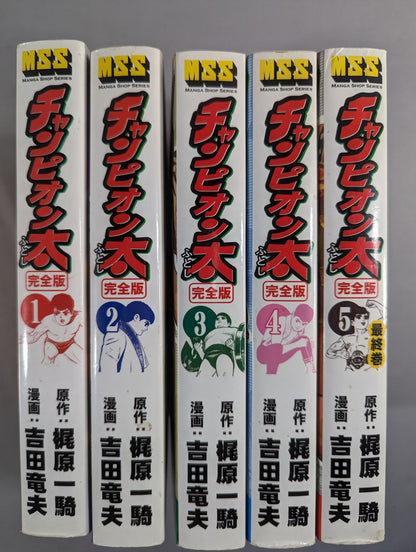 MSS
MANGA SHOP SERIES
チャンピオン太
ふとし
完全版
1
原作
梶原一騎
漫画
吉田竜夫
MSS
MANGA SHOP SERIES
チャンピオン太
ふとし
完全版
2
原作
梶原一騎
漫画
吉田竜夫
MSS
MANGA SHOP SERIES
チャンピオン太
ふとし
完全版
3
原作
梶原一騎
漫画
吉田竜夫
MSS
MANGA SHOP SERIES
チャンピオン太
ふとし
完全版
4
原作
梶原一騎
漫画
吉田竜夫
MSS
MANGA SHOP SERIES
チャンピオン太
ふとし
完全版
5
最終巻
原作
梶原一騎
漫画
吉田竜夫